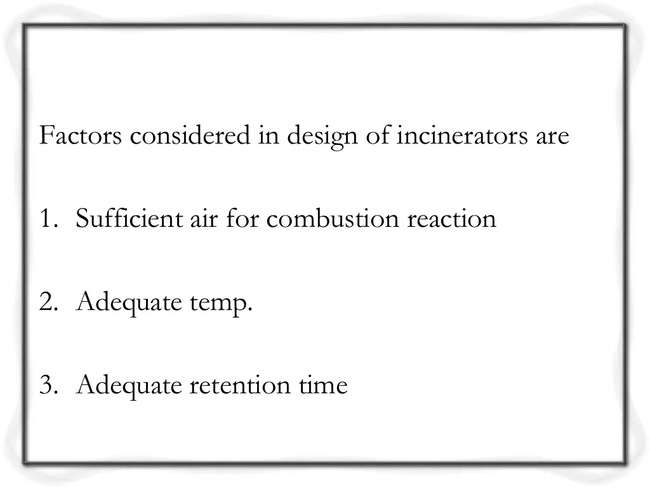 Factors considered in design of incinerators are
1. Sufficient air for combustion reaction
2. Adequate temp.
3. Adequate retention time